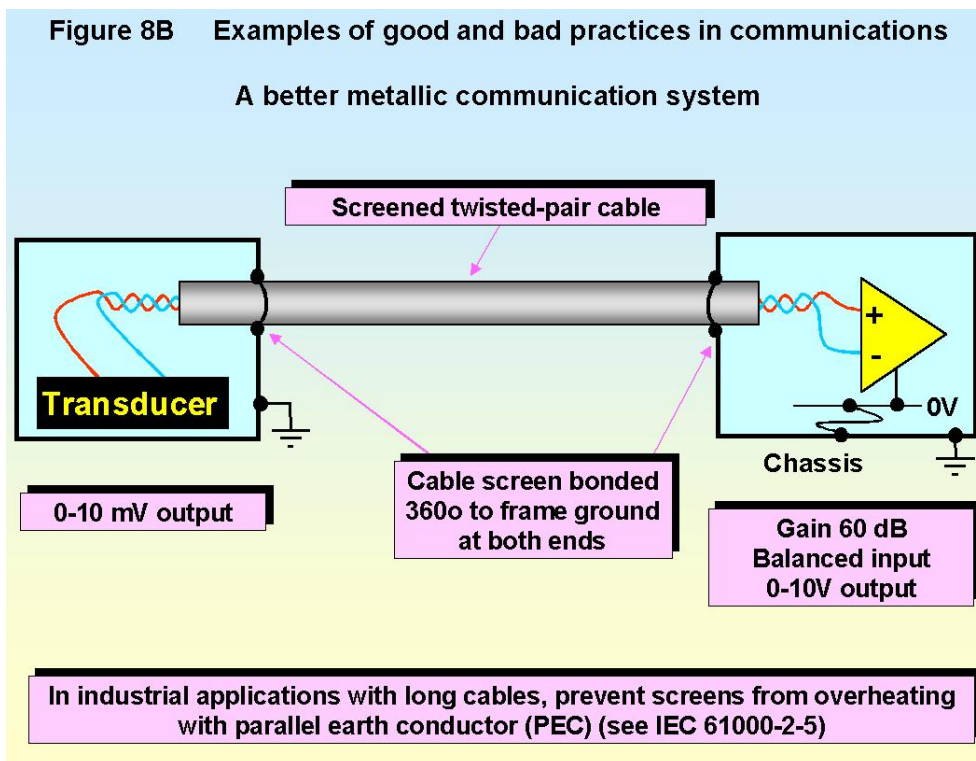 Figure 8B Examples of good and bad practices in communications
A better metallic communication system
Screened twisted-pair cable
+
-
Transducer
0V
Chassis
0-10 mV output
Cable screen bonded
360o to frame ground
at both ends
Gain 60 dB
Balanced input
0-10V output
In industrial applications with long cables, prevent screens from overheating
with parallel earth conductor (PEC) (see IEC 61000-2-5)